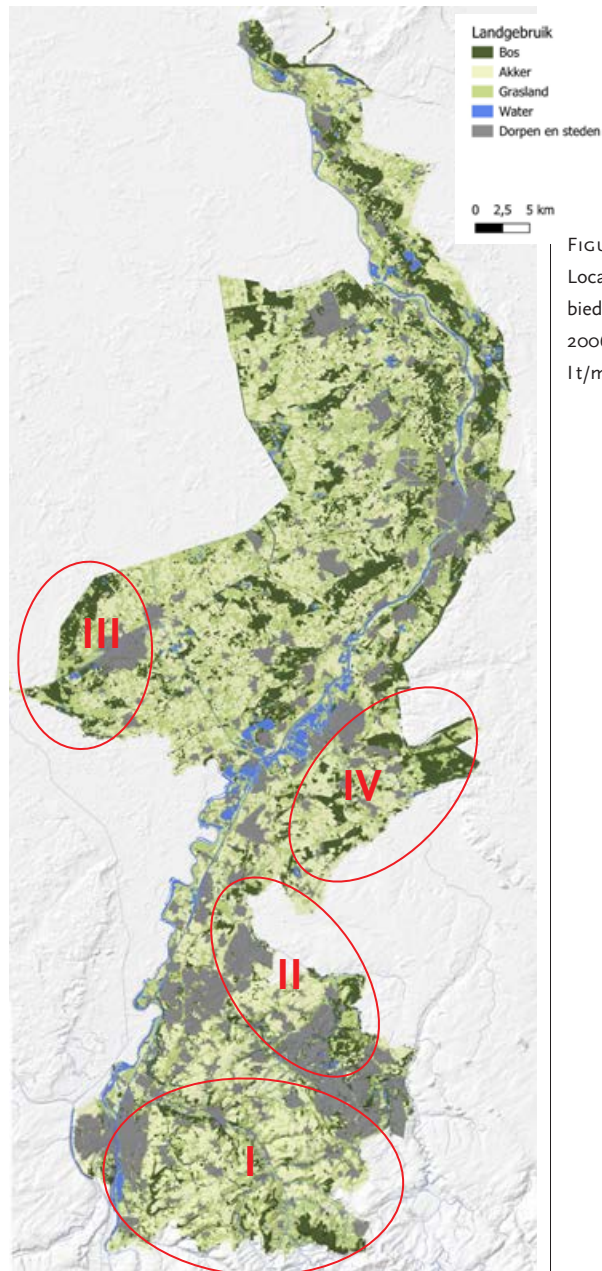 Landgebruik
Bos
Akker
Grasland
Water
Dorpen en steden
0 2,5 5 km
III
IV
II
I